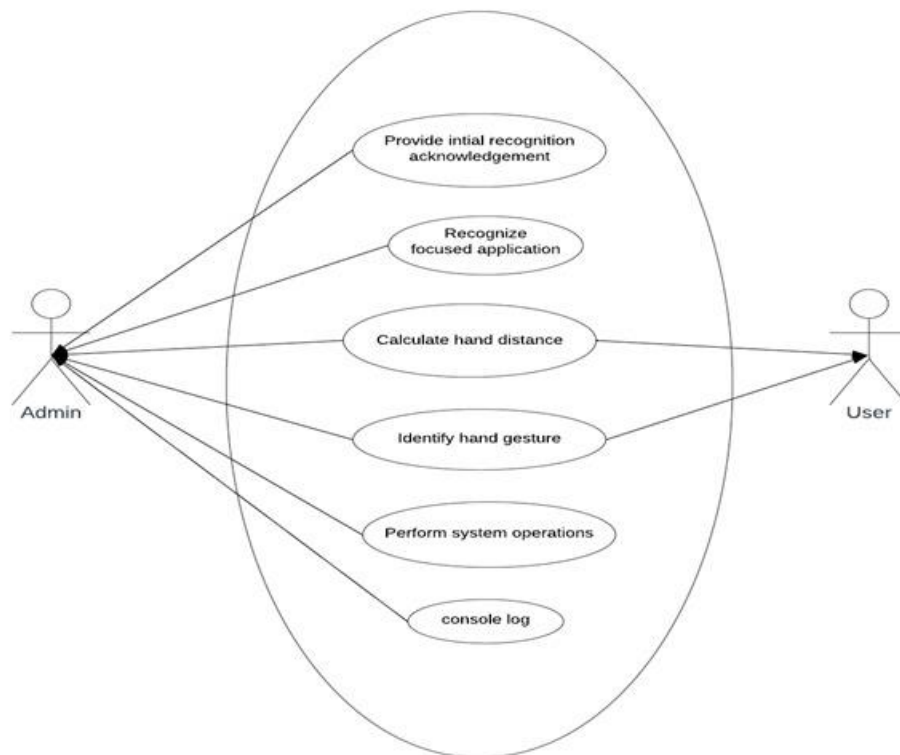 Provide intial recognition
acknowledgement
Recognize
focused application
Calculate hand distance
Admin
User
Identify hand gesture
Perform system operations
console log